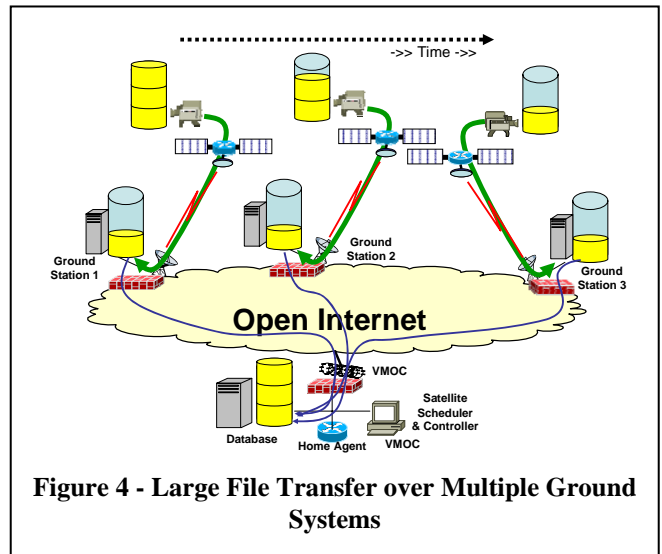 ->> Time ->>
Ground
Station 1
Ground
Station 2
Ground
Station 3
Open Internet
VMOC
Satellite
Scheduler
& Controller
Database
Home Agent
VMOC
Figure 4 - Large File Transfer over Multiple Ground
Systems